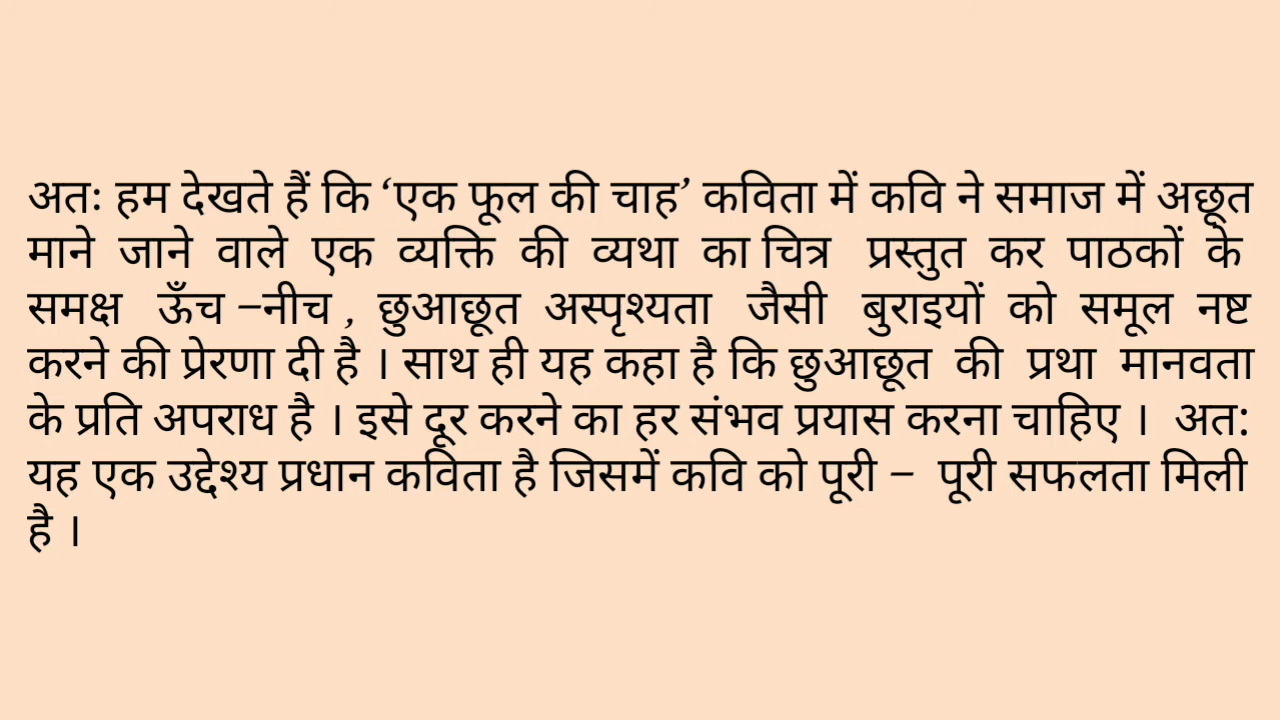 अतः हम देखते हैं कि ‘एक फूल की चाह’ कविता में कवि ने समाज में अछूत
माने जाने वाले एक व्यक्ति की व्यथा का चित्र प्रस्तुत कर पाठकों के
समक्ष ऊँच –नीच , छुआछूत अस्पृश्यता जैसी बुराइयों को समूल नष्ट
करने की प्रेरणा दी है । साथ ही यह कहा है कि छुआछूत की प्रथा मानवता
के प्रति अपराध है । इसे दूर करने का हर संभव प्रयास करना चाहिए । अत:
यह एक उद्देश्य प्रधान कविता है जिसमें कवि को पूरी – पूरी सफलता मिली
है ।